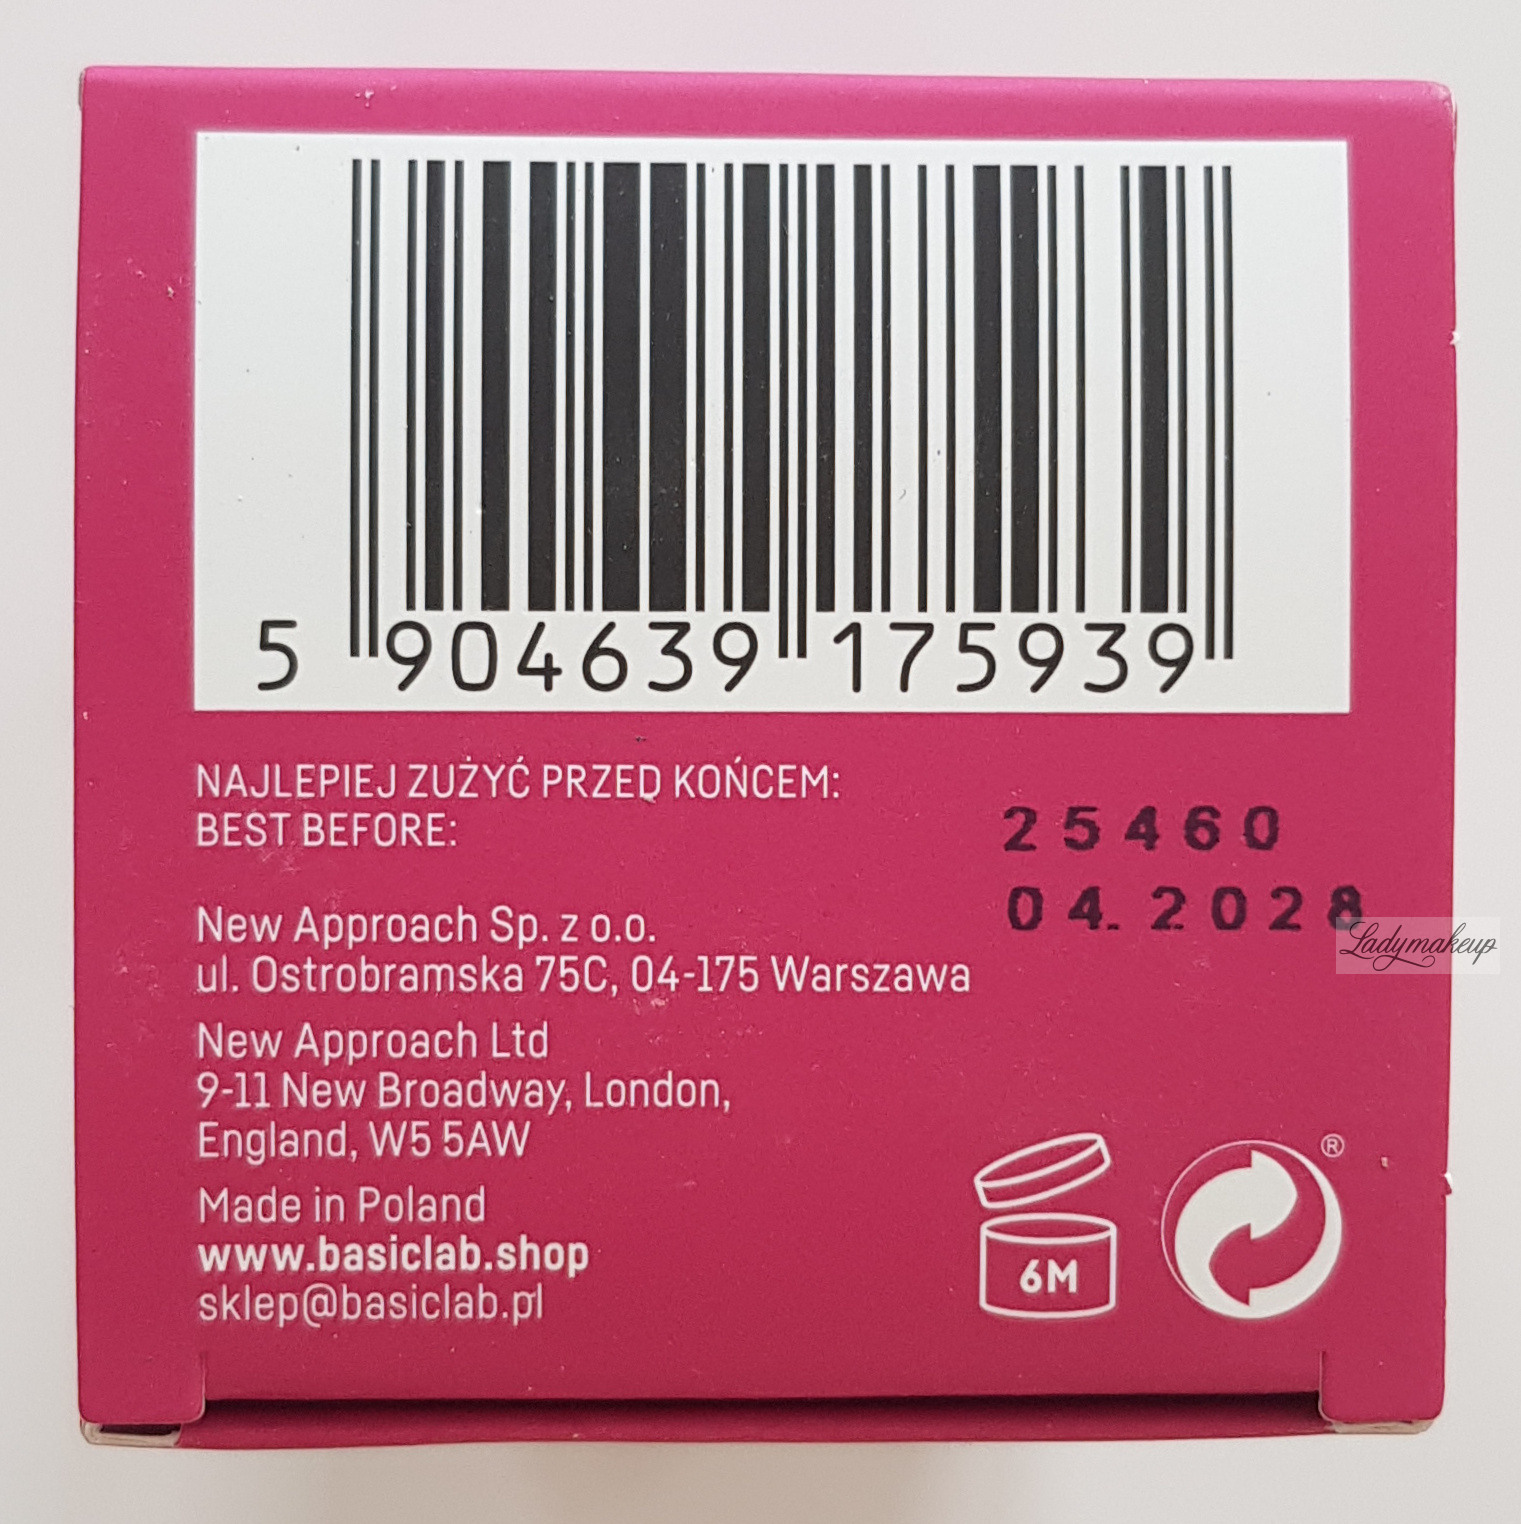 5 904639 175939
NAJLEPIEJ ZUŻYĆ PRZED KOŃCEM:
BEST BEFORE:
25460
04.2028
Ladymakeup
New Approach Sp. z o.o.
ul. Ostrobramska 75C, 04-175 Warszawa
New Approach Ltd
9-11 New Broadway, London,
England, W5 5AW
Made in Poland
www.basiclab.shop
sklep@basiclab.pl
6M
®